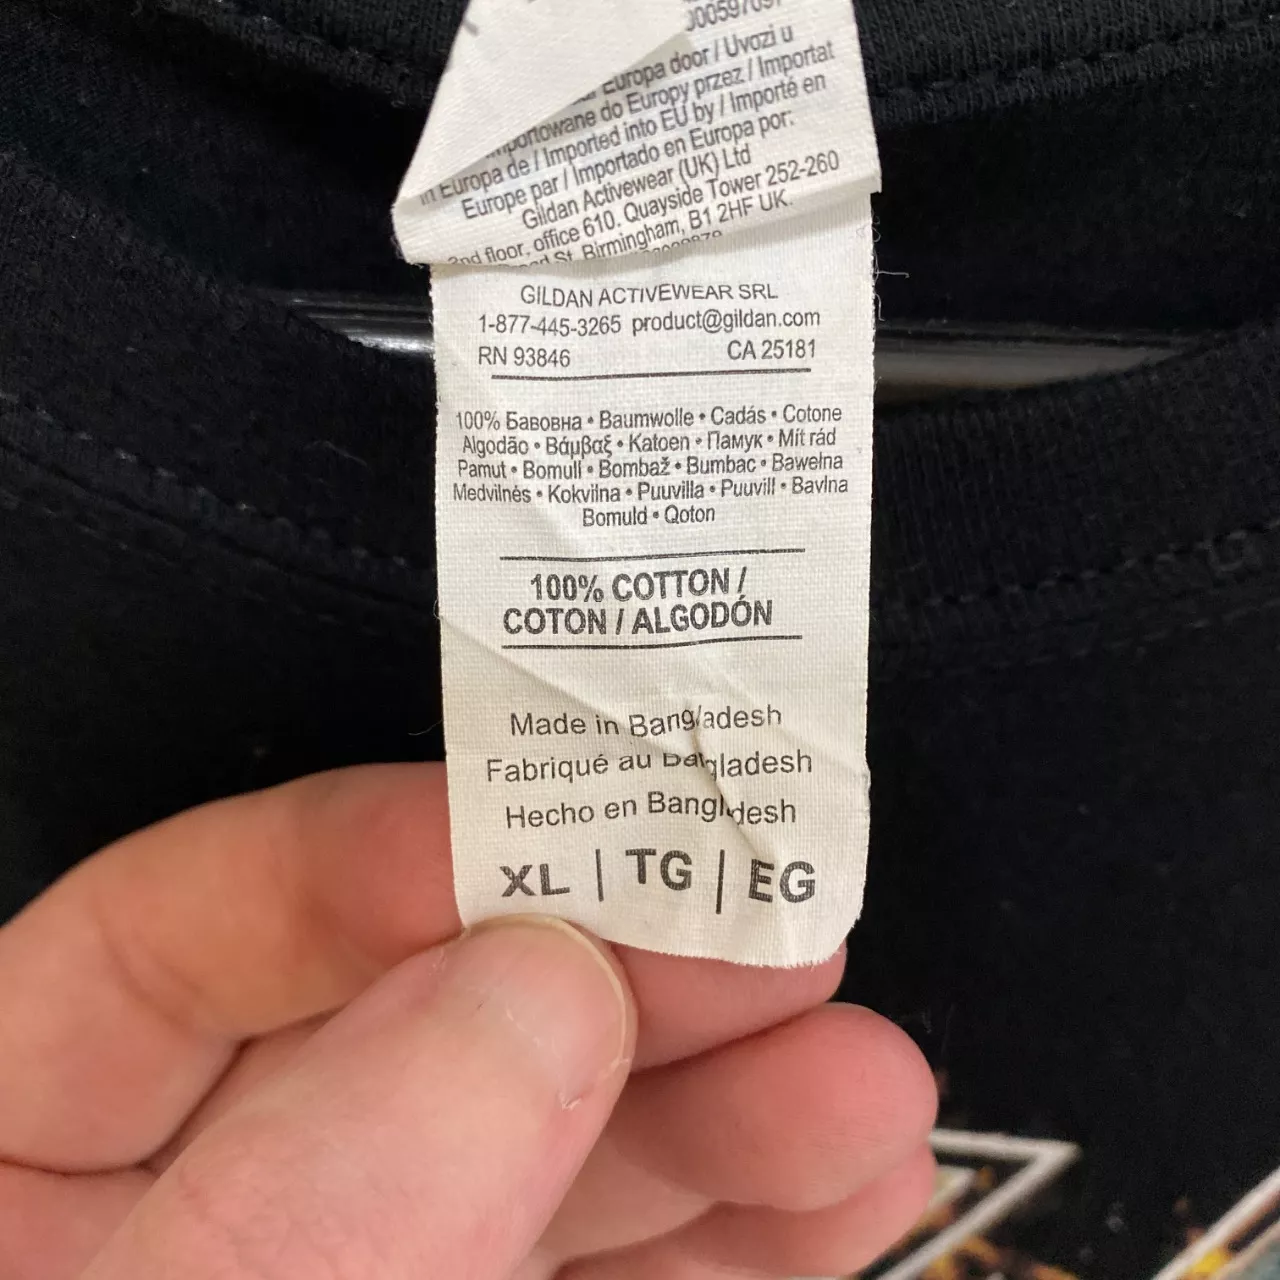 Europa door / Uvozi u
importowane do Europy przez / Importat
in Europa de / Imported into EU by / Importé en
Europe par / Importado en Europa por:
Gildan Activewear (UK) Ltd
2nd floor, office 610, Quayside Tower 252-260
St. Birmingham, B1 2HF UK.
GILDAN ACTIVEWEAR SRL
1-877-445-3265 product@gildan.com
RN 93846 CA 25181
100% Бавовна • Baumwolle • Cadás • Cotone
Algodão • Βάμβαξ • Katoen • Памук • Mít rád
Pamut • Bomull • Bombaž • Bumbac • Bawełna
Medvilnės • Kokvilna • Puuvilla • Puuvill • Bavlna
Bomuld • Qoton
100% COTTON /
COTON / ALGODÓN
Made in Bangladesh
Fabriqué au Bangladesh
Hecho en Bangladesh
XL | TG | EG